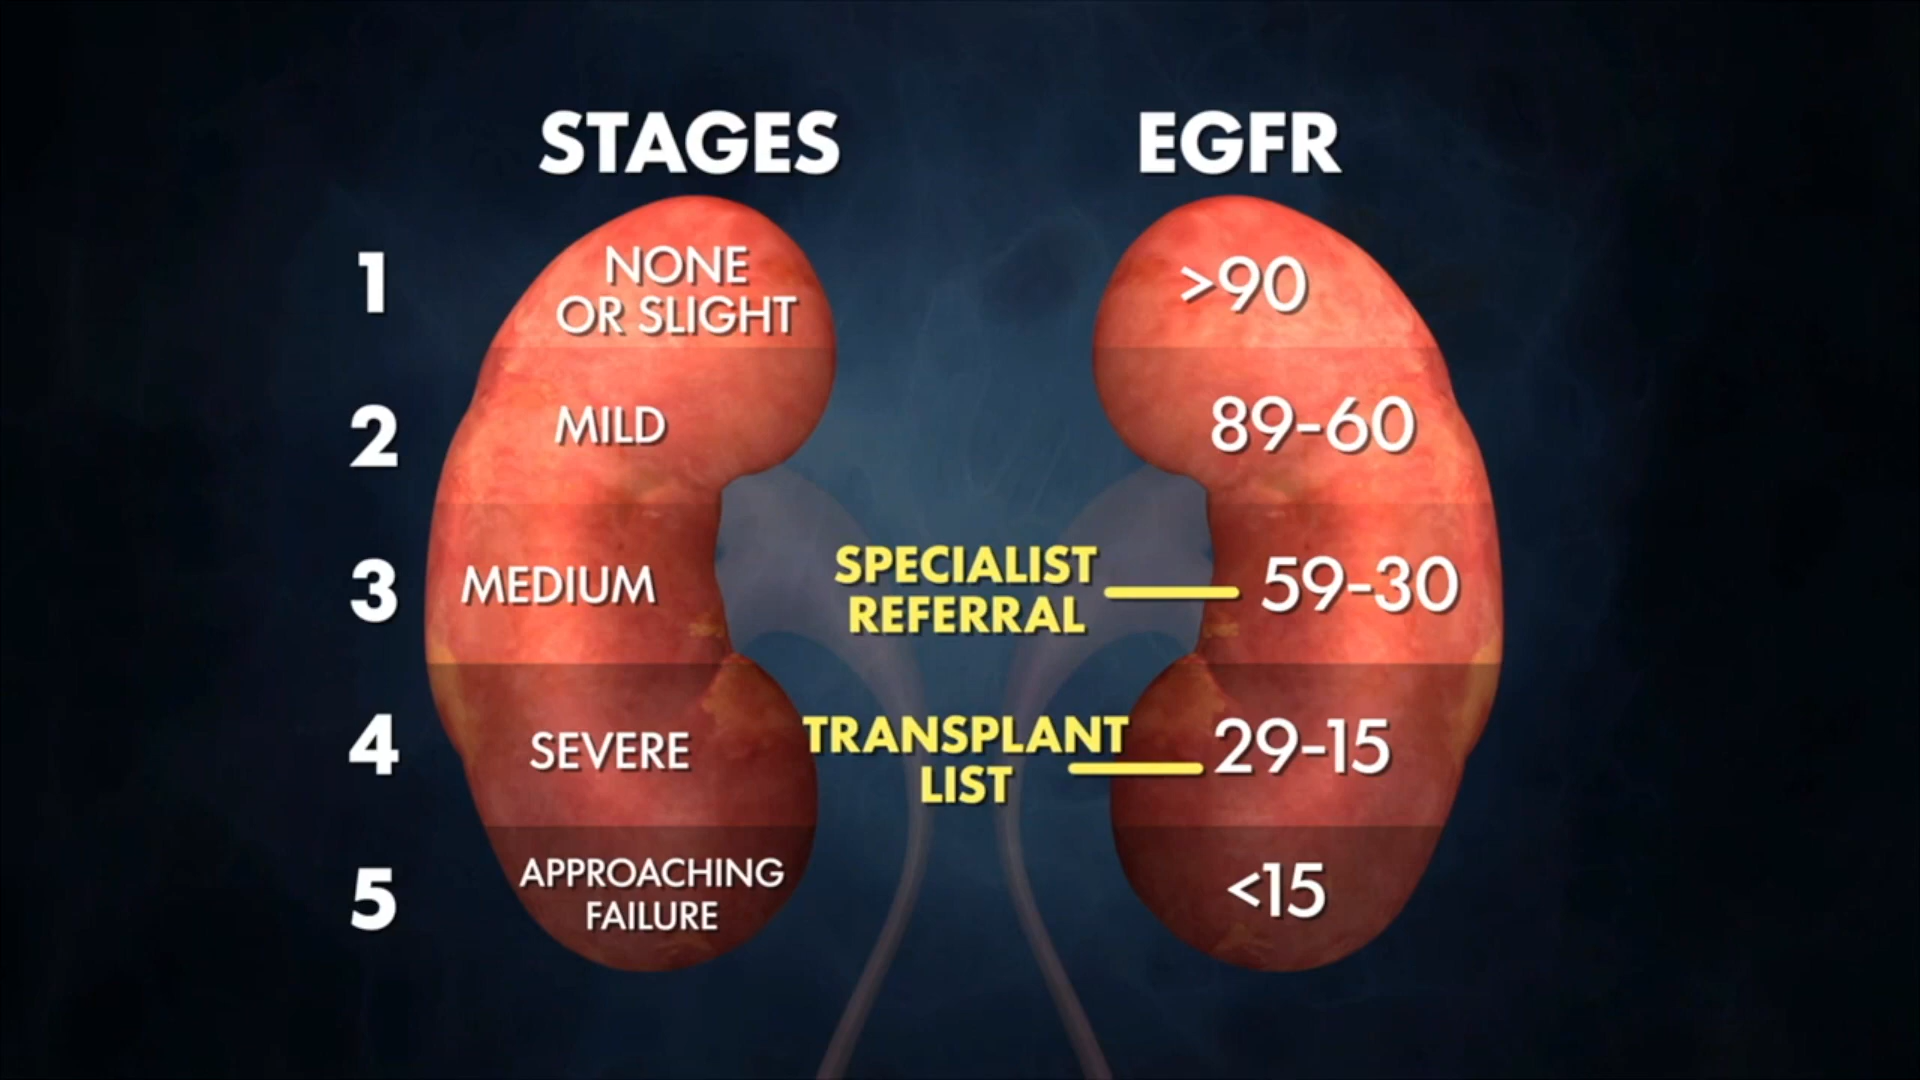 STAGES
EGFR
1
NONE
OR SLIGHT
>90
2
MILD
89-60
3
MEDIUM
SPECIALIST
REFERRAL
59-30
4
SEVERE
TRANSPLANT
LIST
29-15
5
APPROACHING
FAILURE
<15